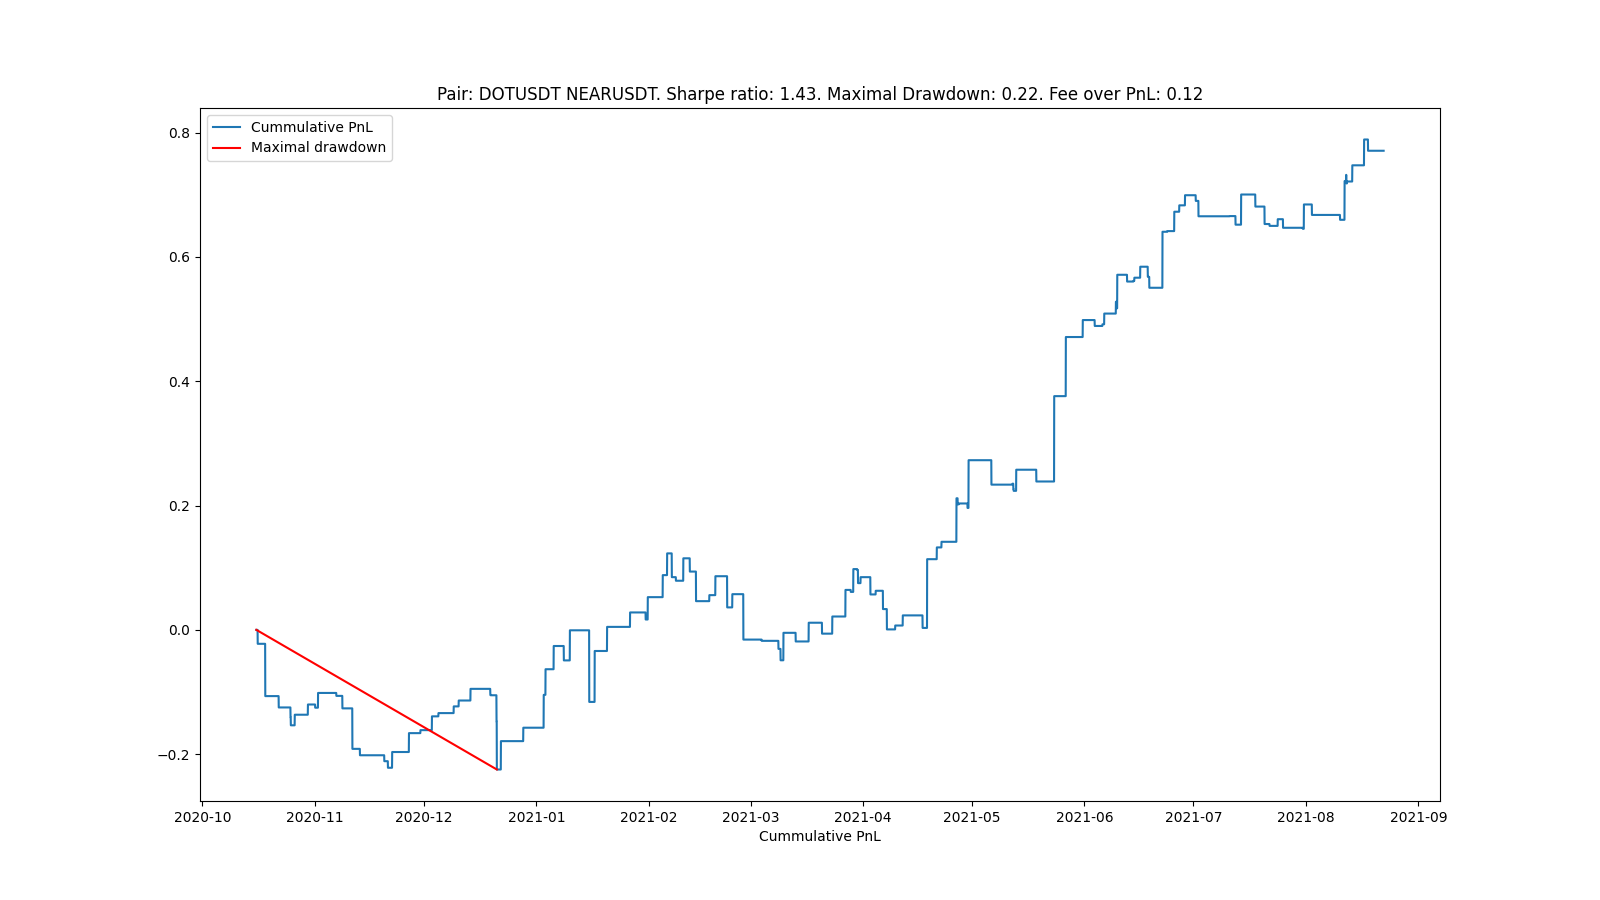 Pair: DOTUSDT NEARUSDT. Sharpe ratio: 1.43. Maximal Drawdown: 0.22. Fee over PnL: 0.12
Cummulative PnL
Maximal drawdown
0.8
0.6
0.4
0.2
0.0
−0.2
2020-10 2020-11 2020-12 2021-01 2021-02 2021-03 2021-04 2021-05 2021-06 2021-07 2021-08 2021-09
Cummulative PnL